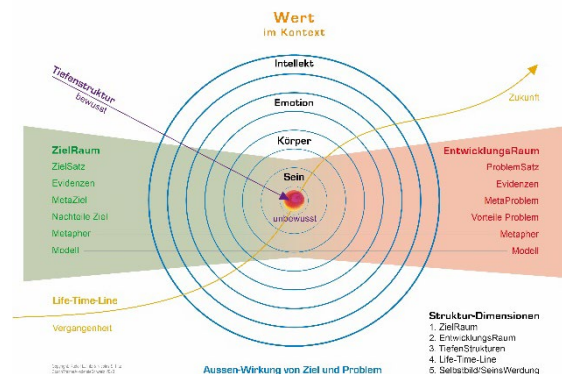 Wert
im Kontext
Intellekt
Emotion
Körper
Sein
unbewusst
Tiefenstruktur
bewusst
Zukunft
ZielRaum
ZielSatz
Evidenzen
MetaZiel
Nachteile Ziel
Metapher
Modell
EntwicklungsRaum
ProblemSatz
Evidenzen
MetaProblem
Vorteile Problem
Metapher
Modell
Life-Time-Line
Vergangenheit
Struktur-Dimensionen
1. ZielRaum
2. EntwicklungsRaum
3. TiefenStrukturen
4. Life-Time-Line
5. Selbstbild/SeinsWerdung
Aussen-Wirkung von Ziel und Problem